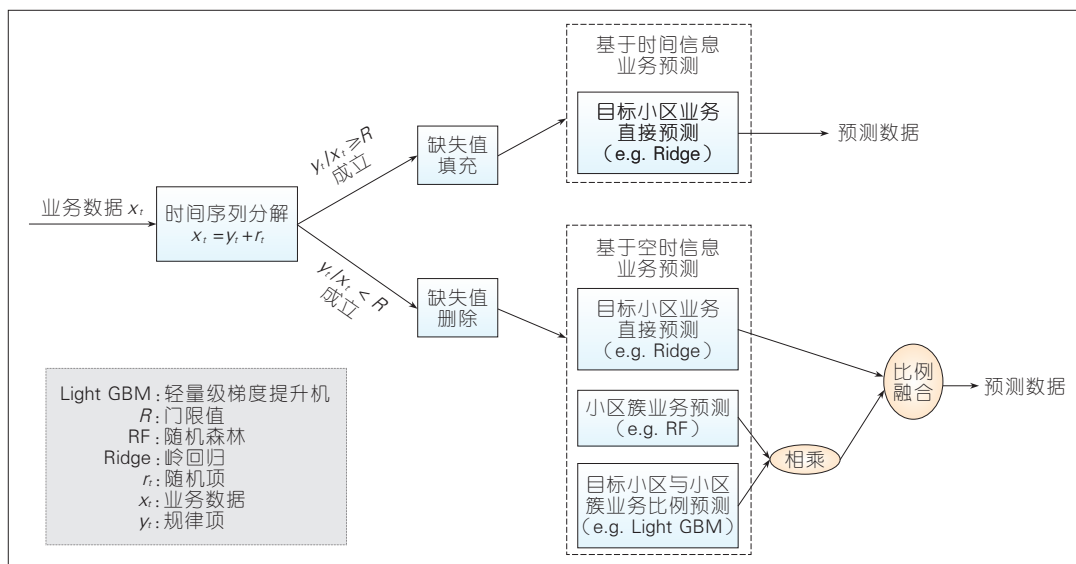 业务数据 xₜ
时间序列分解
xₜ=yₜ+rₜ
yₜ/xₜ≥R
成立
缺失值
填充
基于时间信息
业务预测
目标小区业务
直接预测
（e.g. Ridge）
预测数据
yₜ/xₜ < R
成立
缺失值
删除
基于空时信息
业务预测
目标小区业务
直接预测
（e.g. Ridge）
小区簇业务预测
（e.g. RF）
目标小区与小区
簇业务比例预测
（e.g. Light GBM）
相乘
比例
融合
预测数据
Light GBM：轻量级梯度提升机
R：门限值
RF：随机森林
Ridge：岭回归
rₜ：随机项
xₜ：业务数据
yₜ：规律项